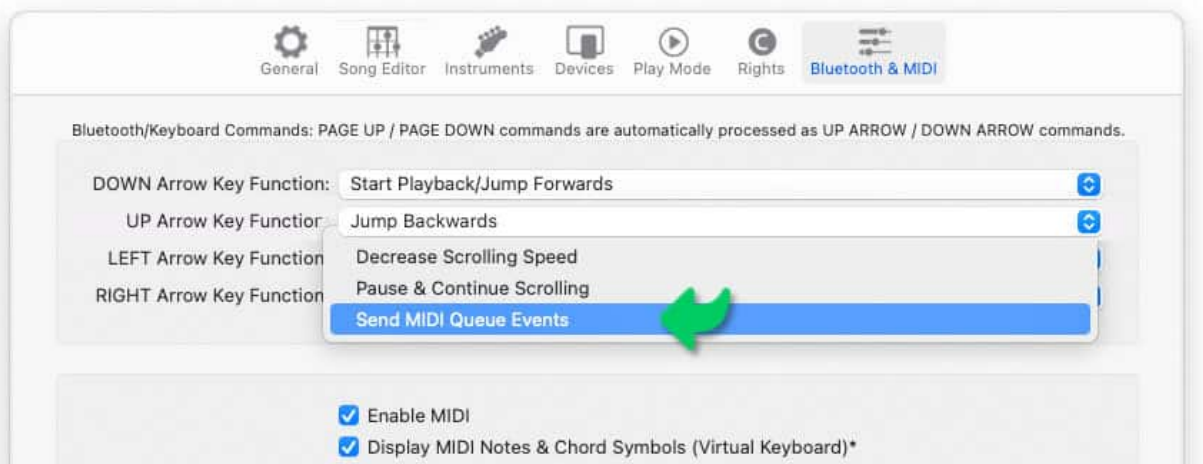 General Song Editor Instruments Devices Play Mode Rights Bluetooth & MIDI
Bluetooth/Keyboard Commands: PAGE UP / PAGE DOWN commands are automatically processed as UP ARROW / DOWN ARROW commands.
DOWN Arrow Key Function: Start Playback/Jump Forwards
UP Arrow Key Function: Jump Backwards
LEFT Arrow Key Function Decrease Scrolling Speed
Pause & Continue Scrolling
RIGHT Arrow Key Function
Send MIDI Queue Events
Enable MIDI
Display MIDI Notes & Chord Symbols (Virtual Keyboard)*